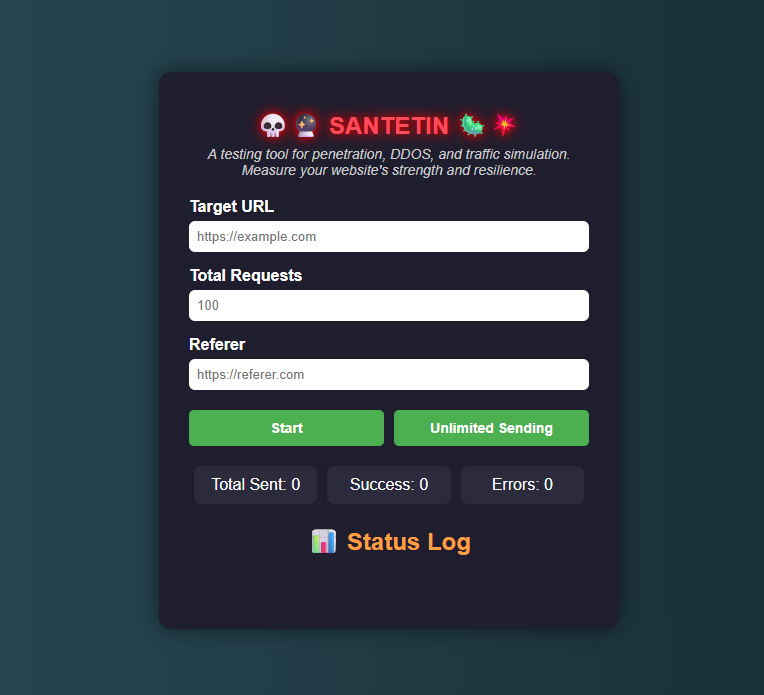 SANTETIN
A testing tool for penetration, DDOS, and traffic simulation.
Measure your website's strength and resilience.
Target URL
https://example.com
Total Requests
100
Referer
https://referer.com
Start
Unlimited Sending
Total Sent: 0
Success: 0
Errors: 0
Status Log